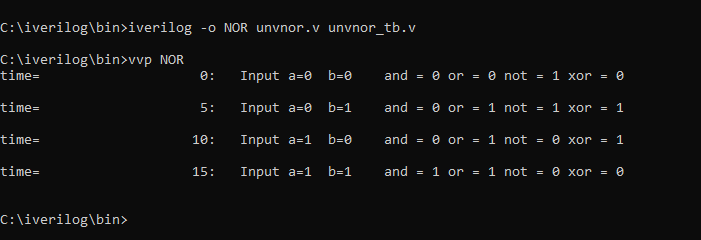 C:\iverilog\bin>iverilog -o NOR unvnor.v unvnor_tb.v
C:\iverilog\bin>vvp NOR
time=                    0:   Input a=0  b=0    and = 0 or = 0 not = 1 xor = 0
time=                    5:   Input a=0  b=1    and = 0 or = 1 not = 1 xor = 1
time=                   10:   Input a=1  b=0    and = 0 or = 1 not = 0 xor = 1
time=                   15:   Input a=1  b=1    and = 1 or = 1 not = 0 xor = 0
C:\iverilog\bin>